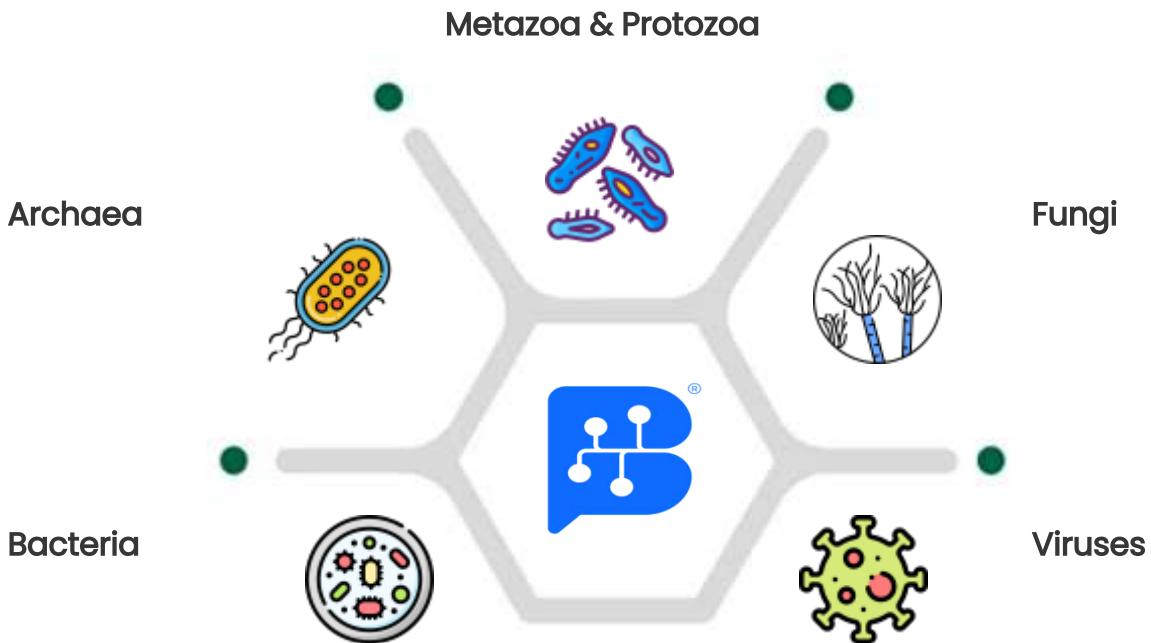 Metazoa & Protozoa
Archaea
Fungi
®
Bacteria
Viruses